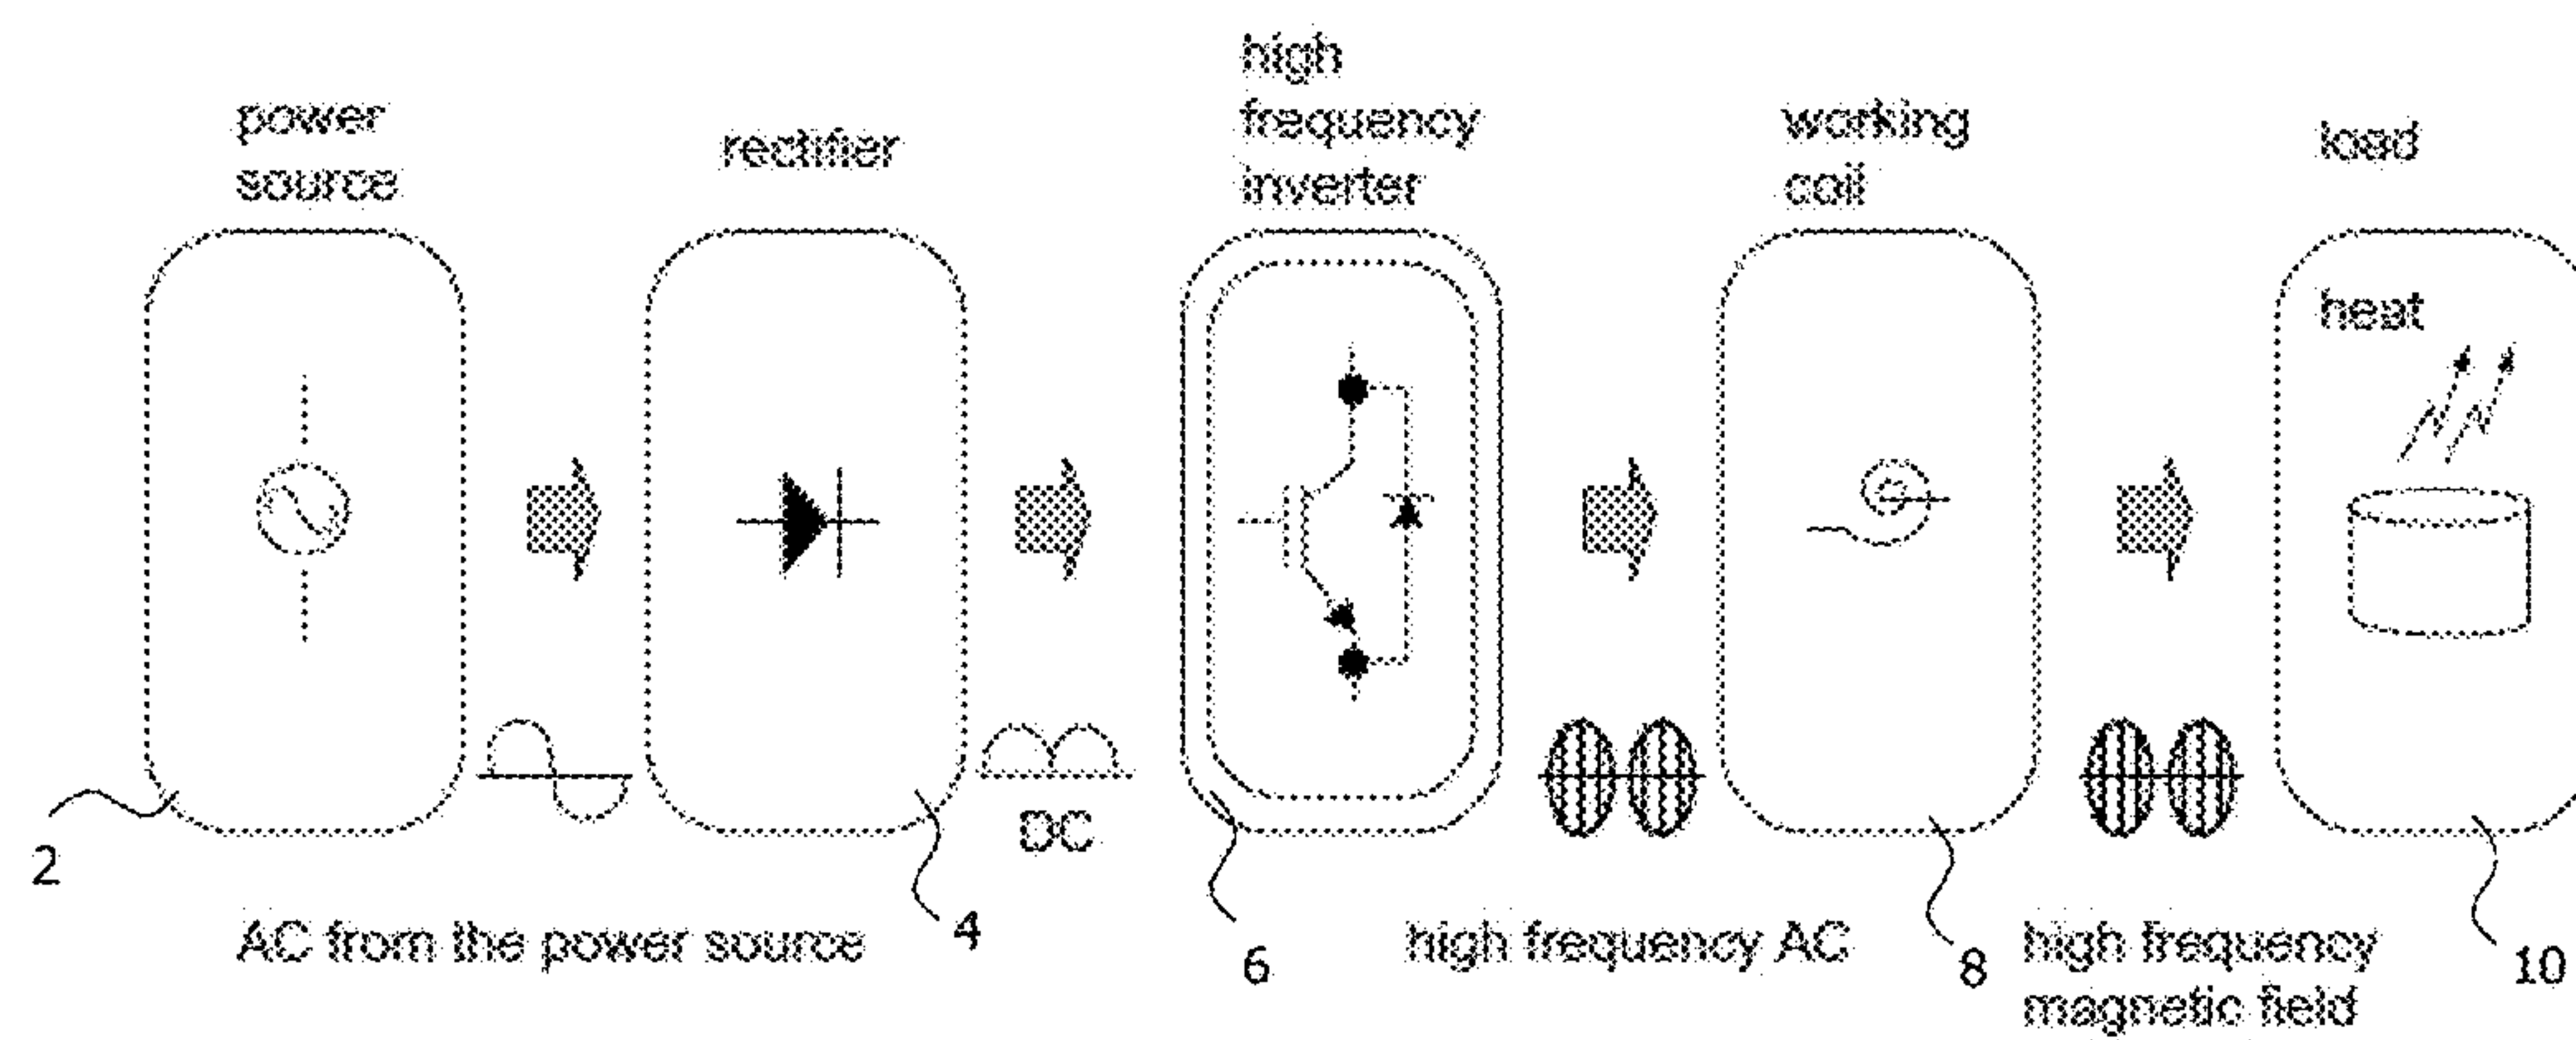 power
source
rectifier
high
frequency
inverter
working
coil
load
heat
DC
2
4
6
8
10
AC from the power source
high frequency AC
high frequency
magnetic field